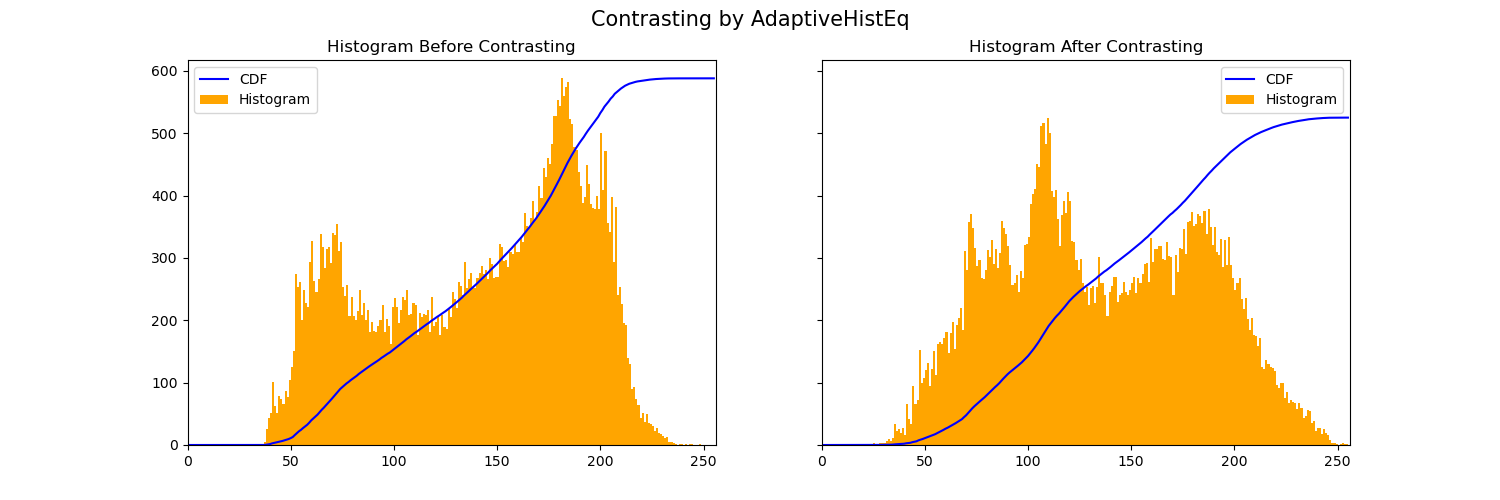 Contrasting by AdaptiveHistEq
Histogram Before Contrasting
CDF
Histogram
600
500
400
300
200
100
0
0 50 100 150 200 250
Histogram After Contrasting
CDF
Histogram
0 50 100 150 200 250